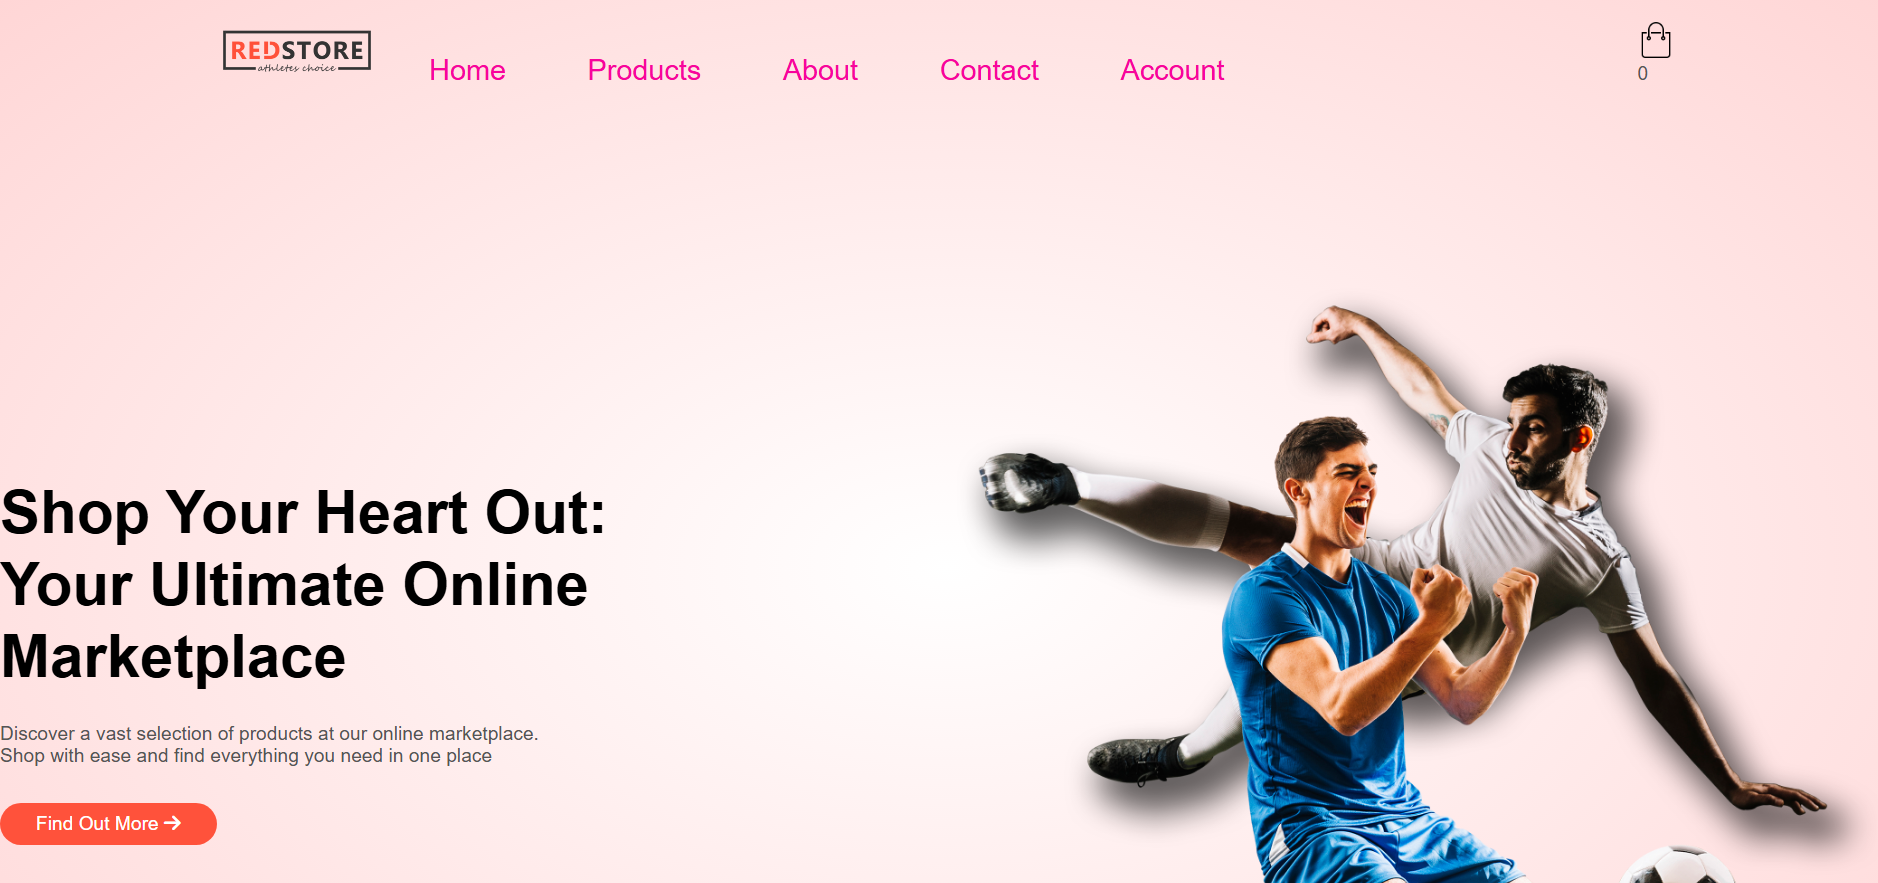 REDSTORE
athletes choice
Home Products About Contact Account
0
Shop Your Heart Out:
Your Ultimate Online
Marketplace
Discover a vast selection of products at our online marketplace.
Shop with ease and find everything you need in one place
Find Out More →